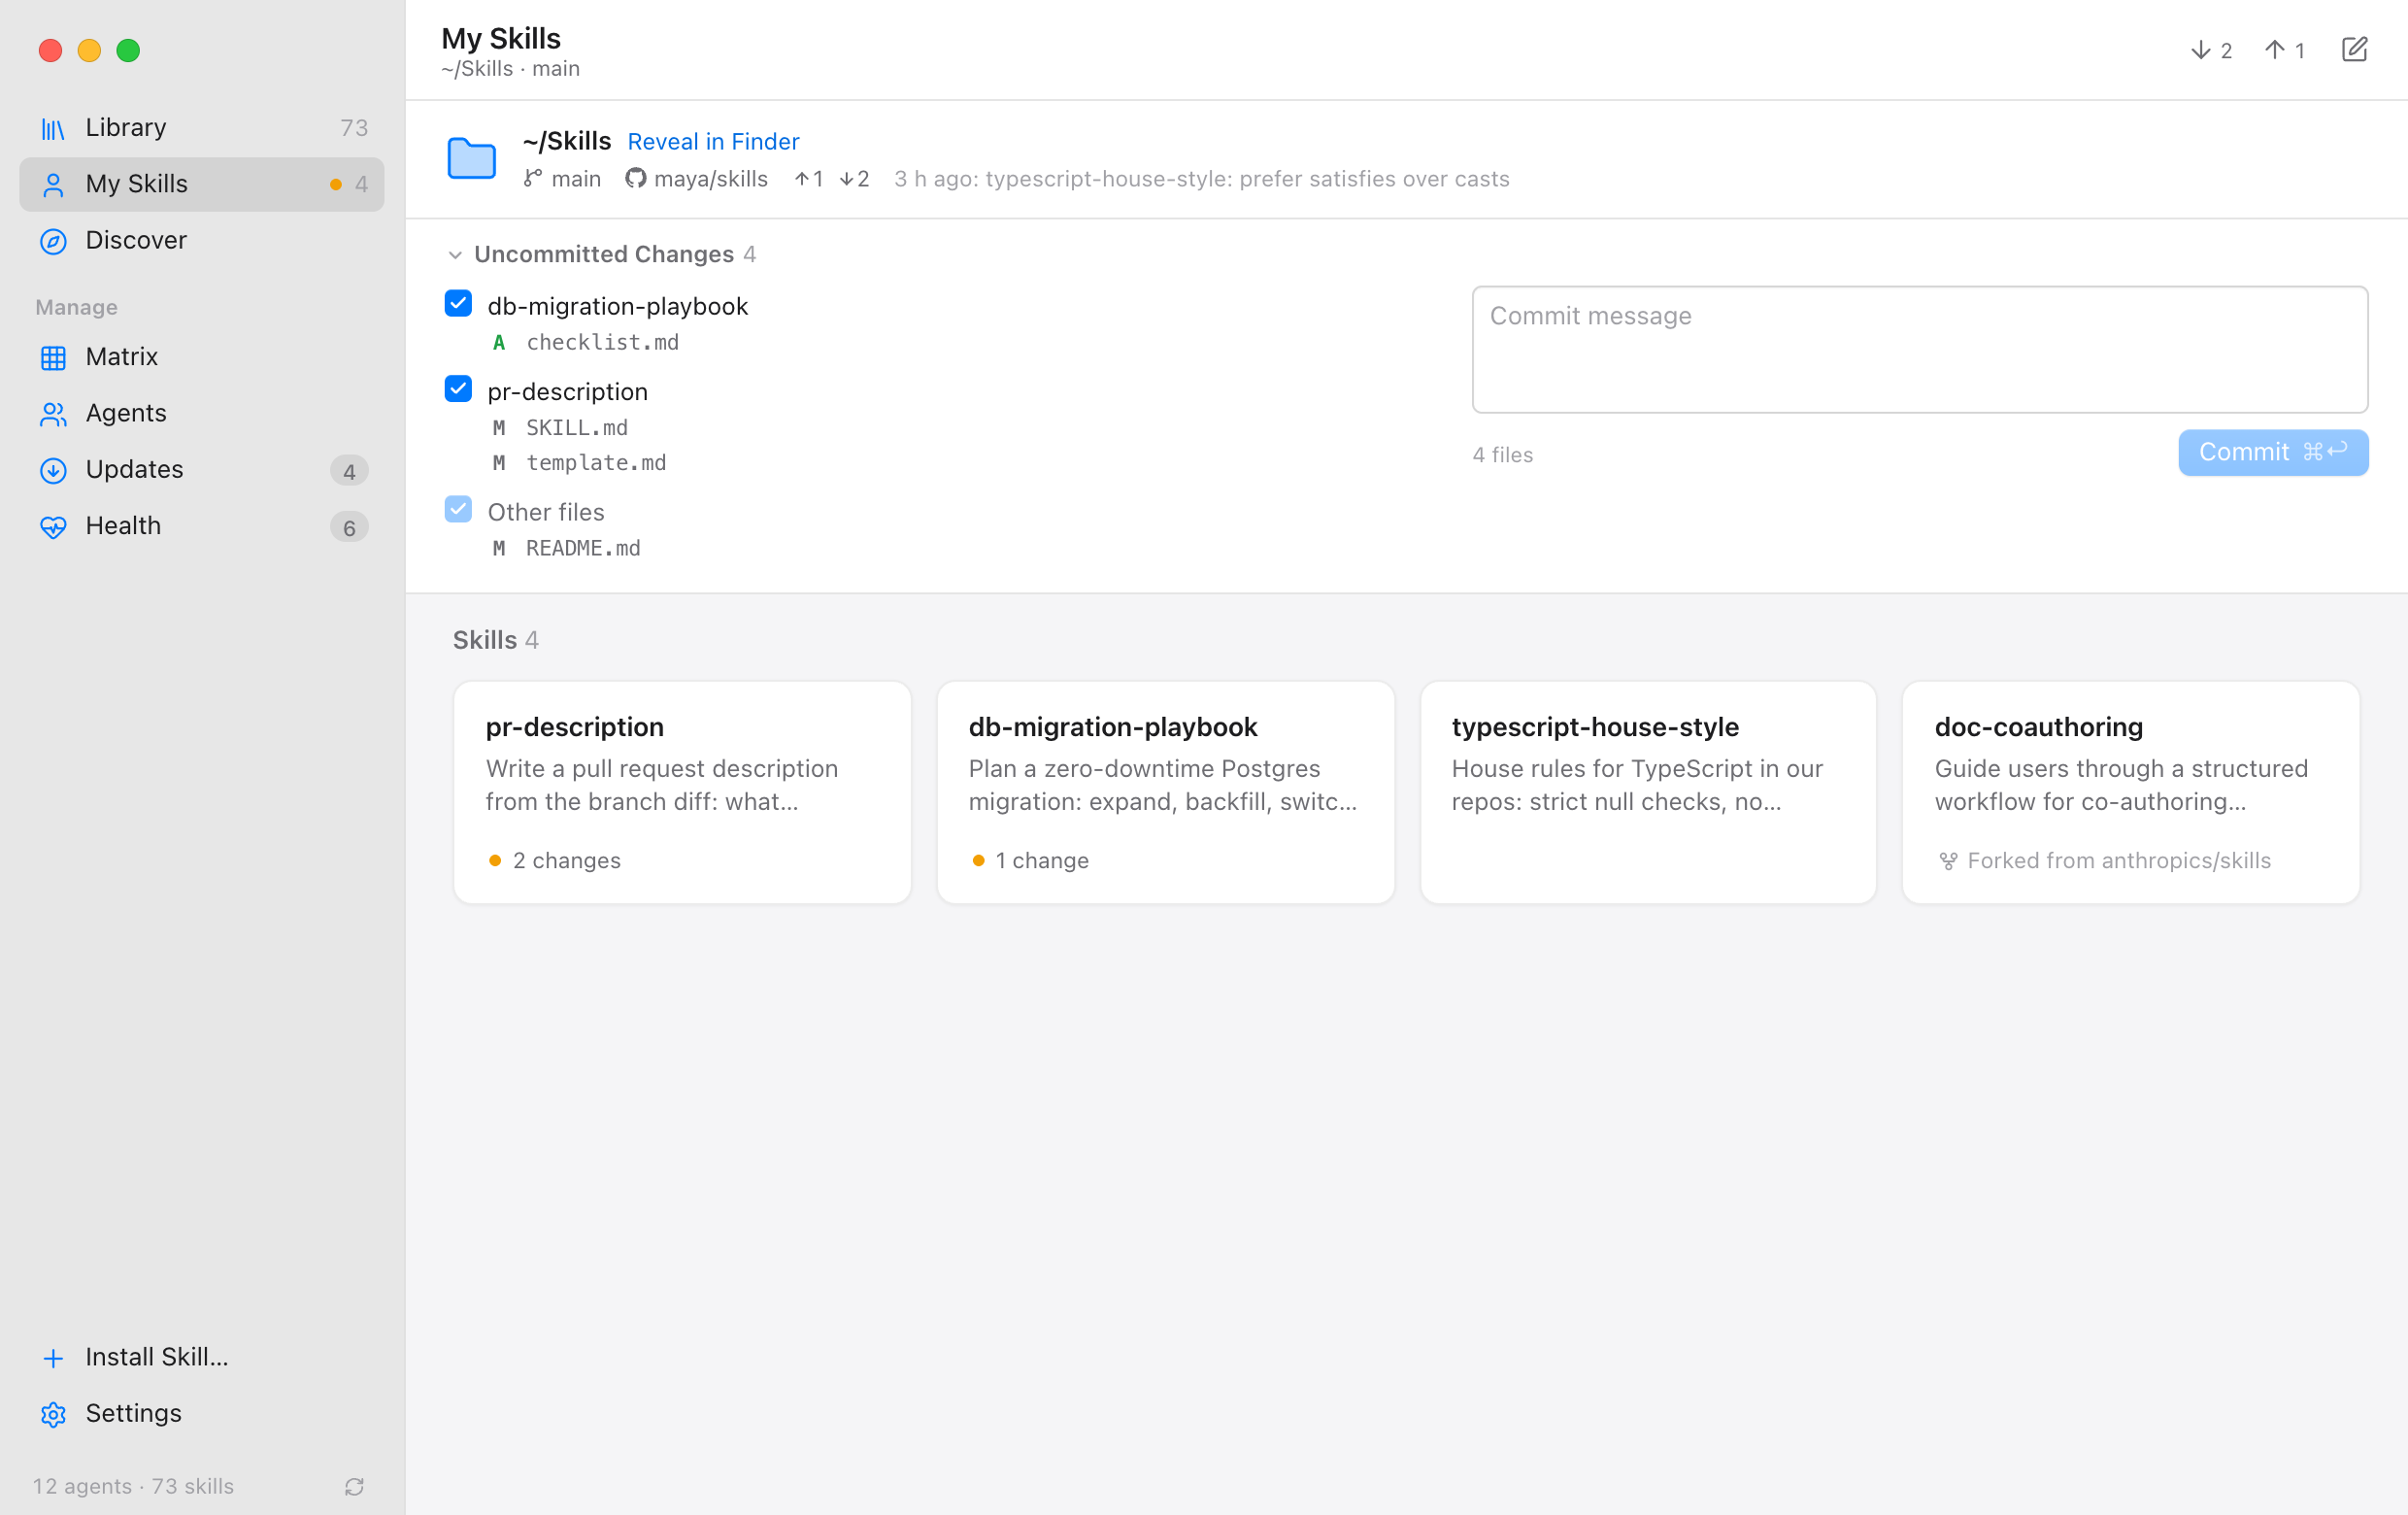 My Skills
~/Skills · main
2
1
Library 73
My Skills 4
Discover
Manage
Matrix
Agents
Updates 4
Health 6
Install Skill...
Settings
12 agents · 73 skills
~/Skills Reveal in Finder
main maya/skills ↑1 ↓2 3 h ago: typescript-house-style: prefer satisfies over casts
Uncommitted Changes 4
db-migration-playbook
A checklist.md
pr-description
M SKILL.md
M template.md
Other files
M README.md
Commit message
4 files
Commit ⌘↩
Skills 4
pr-description
Write a pull request description
from the branch diff: what...
2 changes
db-migration-playbook
Plan a zero-downtime Postgres
migration: expand, backfill, switc...
1 change
typescript-house-style
House rules for TypeScript in our
repos: strict null checks, no...
doc-coauthoring
Guide users through a structured
workflow for co-authoring...
Forked from anthropics/skills